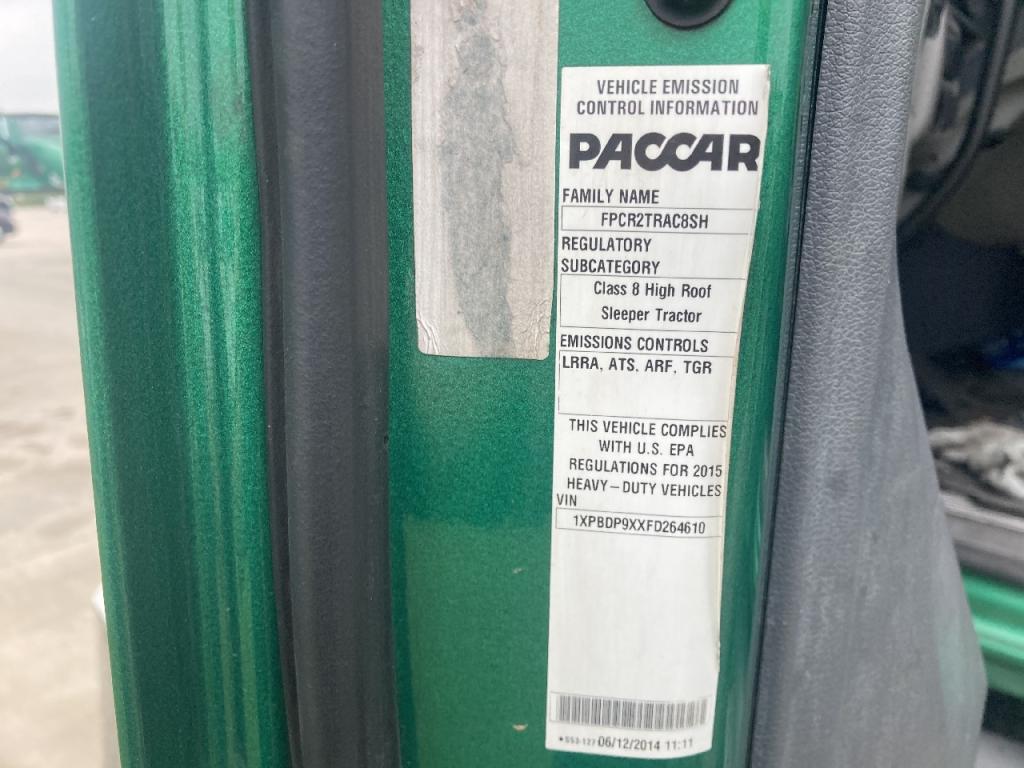 VEHICLE EMISSION
CONTROL INFORMATION
PACCAR
FAMILY NAME
FPCR2TRAC8SH
REGULATORY
SUBCATEGORY
Class 8 High Roof
Sleeper Tractor
EMISSIONS CONTROLS
LRRA, ATS, ARF, TGR
THIS VEHICLE COMPLIES
WITH U.S. EPA
REGULATIONS FOR 2015
HEAVY-DUTY VEHICLES
VIN
1XPBDP9XXFD264610
06/12/2014 11:11